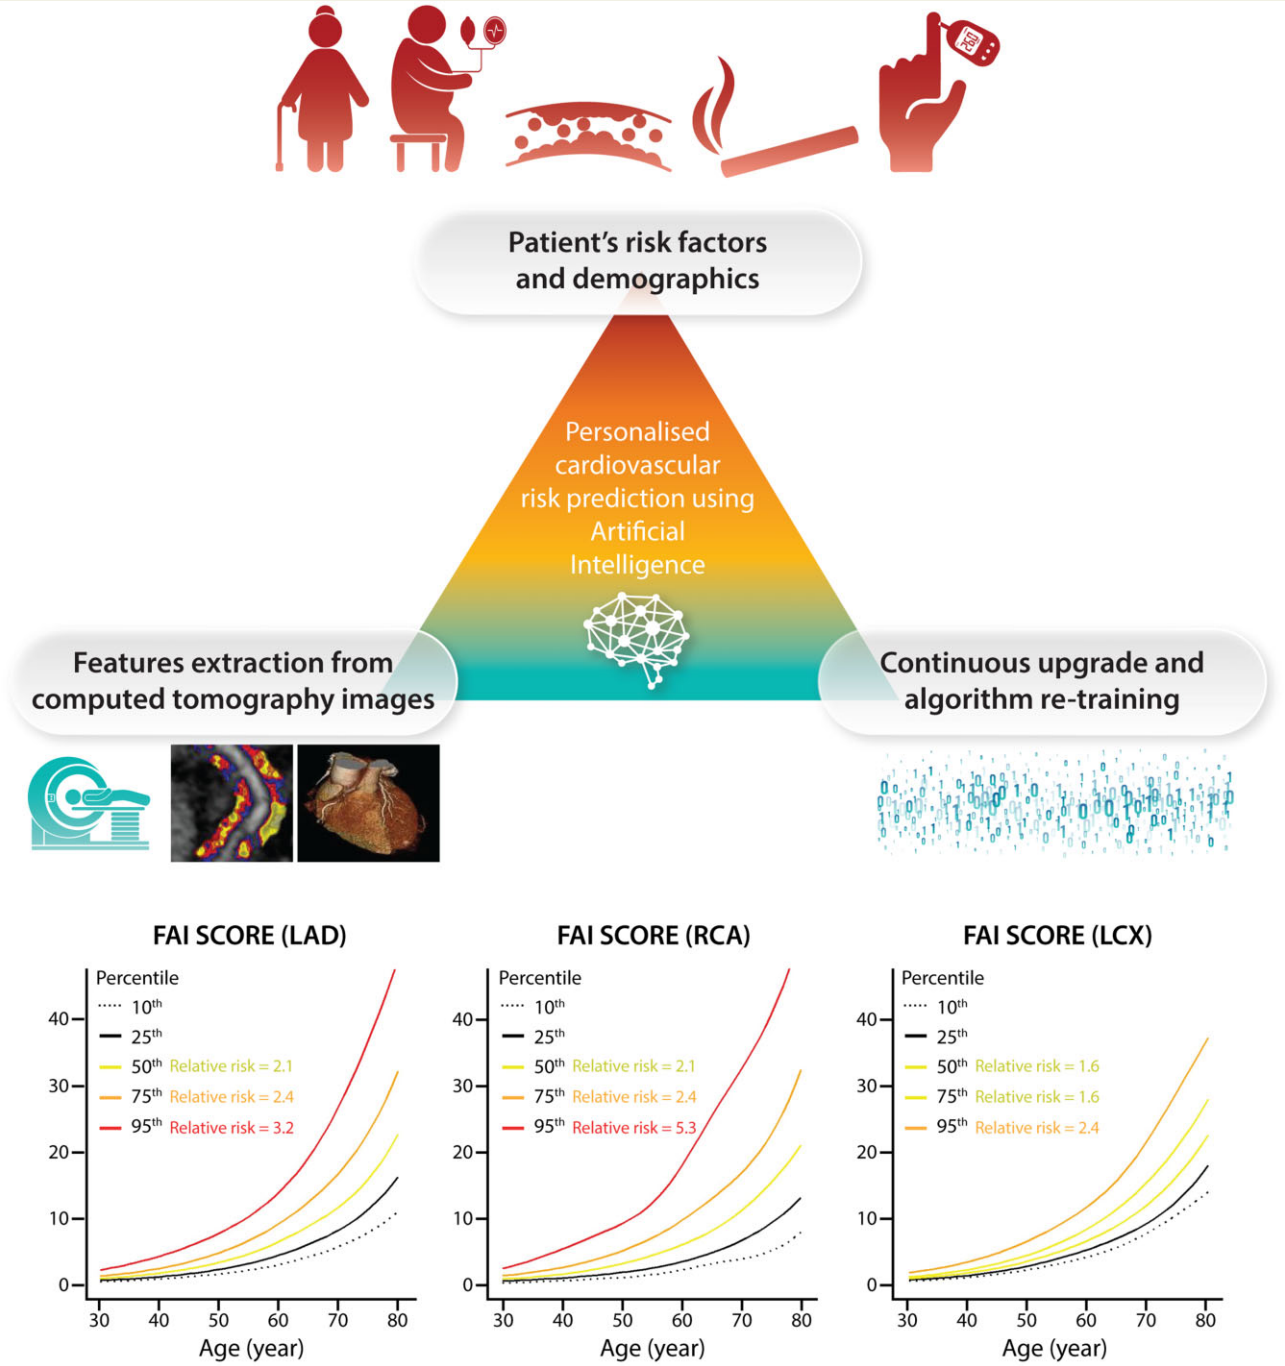 260
Patient's risk factors
and demographics
Personalised
cardiovascular
risk prediction using
Artificial
Intelligence
Features extraction from
computed tomography images
Continuous upgrade and
algorithm re-training
FAI SCORE (LAD)
Percentile
10th
25th
50th Relative risk = 2.1
75th Relative risk = 2.4
95th Relative risk = 3.2
40
30
20
10
0
30 40 50 60 70 80
Age (year)
FAI SCORE (RCA)
Percentile
10th
25th
50th Relative risk = 2.1
75th Relative risk = 2.4
95th Relative risk = 5.3
40
30
20
10
0
30 40 50 60 70 80
Age (year)
FAI SCORE (LCX)
Percentile
10th
25th
50th Relative risk = 1.6
75th Relative risk = 1.6
95th Relative risk = 2.4
40
30
20
10
0
30 40 50 60 70 80
Age (year)